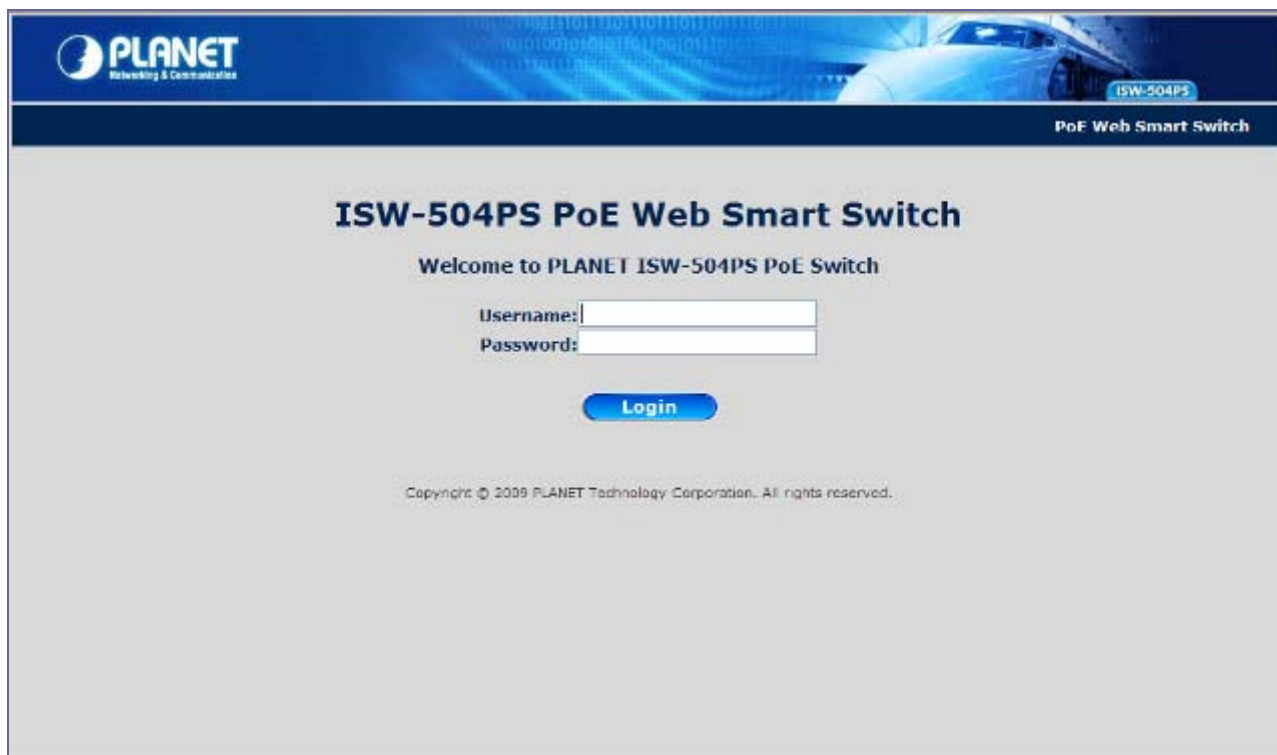 PLANET
Networking & Communication
ISW-504PS
PoE Web Smart Switch
ISW-504PS PoE Web Smart Switch
Welcome to PLANET ISW-504PS PoE Switch
Username:
Password:
Login
Copyright © 2009 PLANET Technology Corporation. All rights reserved.